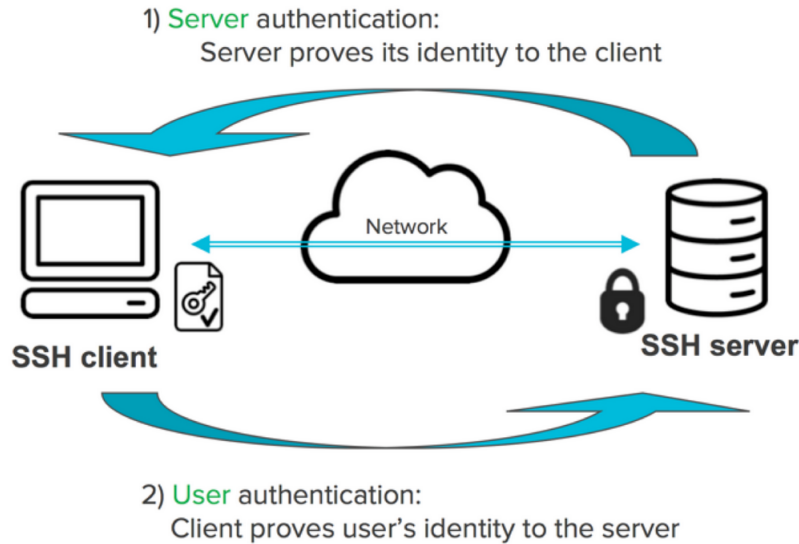 1) Server authentication:
Server proves its identity to the client
Network
SSH client
SSH server
2) User authentication:
Client proves user's identity to the server